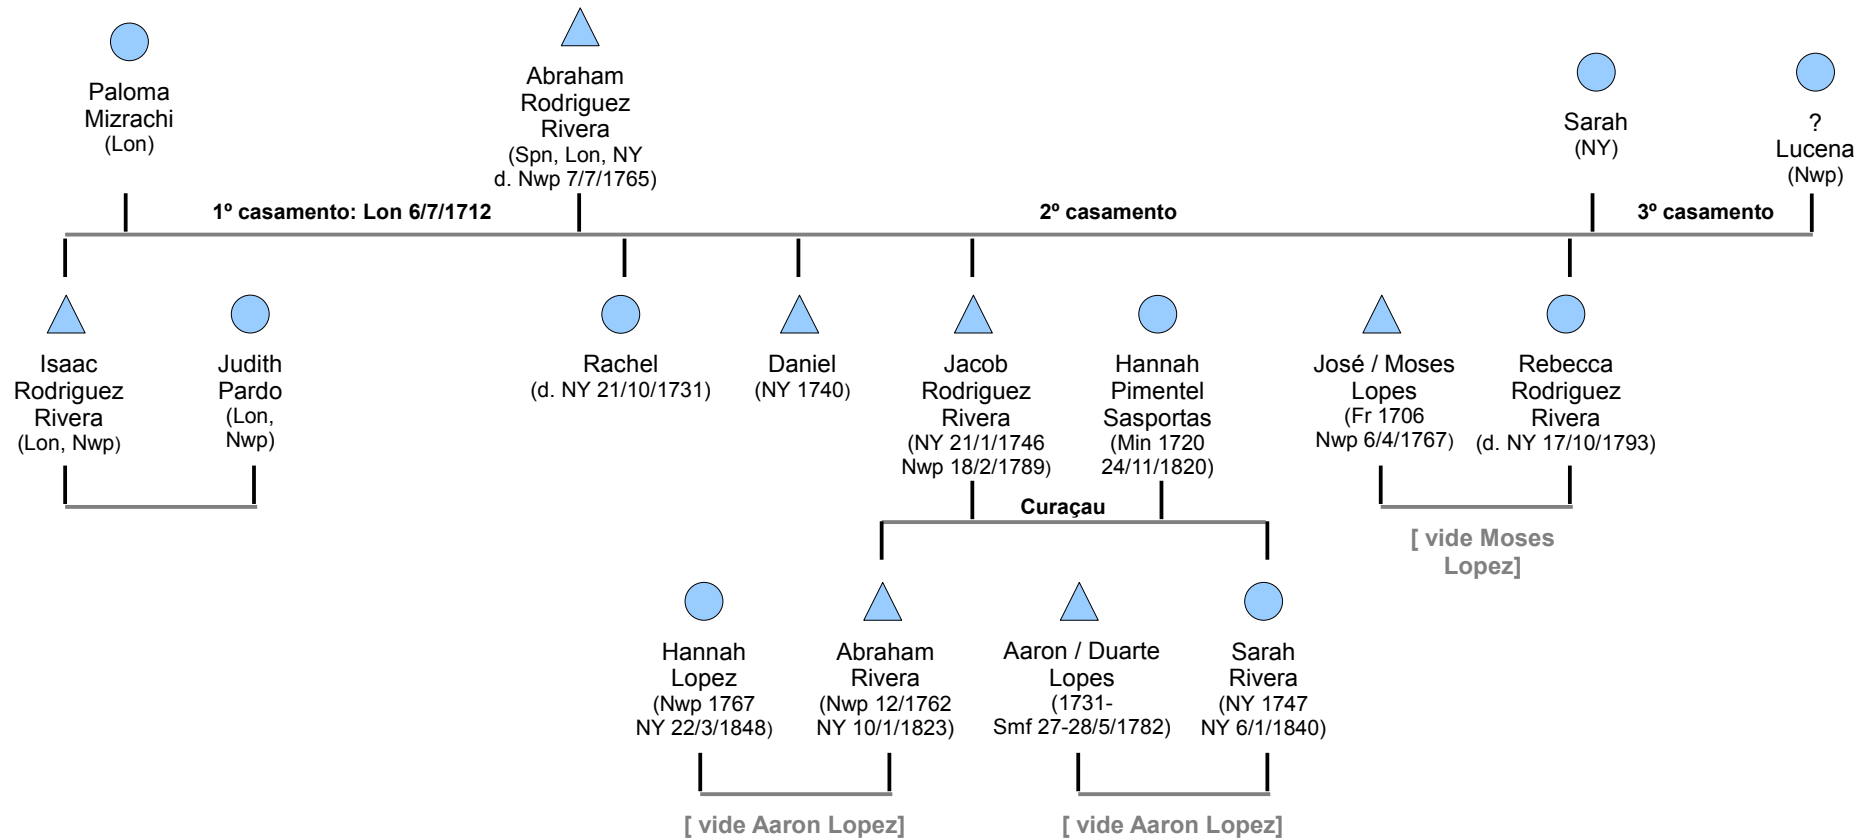 Paloma
Mizrachi
(Lon)
Abraham
Rodriguez
Rivera
(Spn, Lon, NY
d. Nwp 7/7/1765)
Sarah
(NY)
?
Lucena
(Nwp)
1º casamento: Lon 6/7/1712
2º casamento
3º casamento
Isaac
Rodriguez
Rivera
(Lon, Nwp)
Judith
Pardo
(Lon,
Nwp)
Rachel
(d. NY 21/10/1731)
Daniel
(NY 1740)
Jacob
Rodriguez
Rivera
(NY 21/1/1746
Nwp 18/2/1789)
Hannah
Pimentel
Sasportas
(Min 1720
24/11/1820)
José / Moses
Lopes
(Fr 1706
Nwp 6/4/1767)
Rebecca
Rodriguez
Rivera
(d. NY 17/10/1793)
Curaçau
[ vide Moses
Lopez]
Hannah
Lopez
(Nwp 1767
NY 22/3/1848)
Abraham
Rivera
(Nwp 12/1762
NY 10/1/1823)
Aaron / Duarte
Lopes
(1731-
Smf 27-28/5/1782)
Sarah
Rivera
(NY 1747
NY 6/1/1840)
[ vide Aaron Lopez]
[ vide Aaron Lopez]